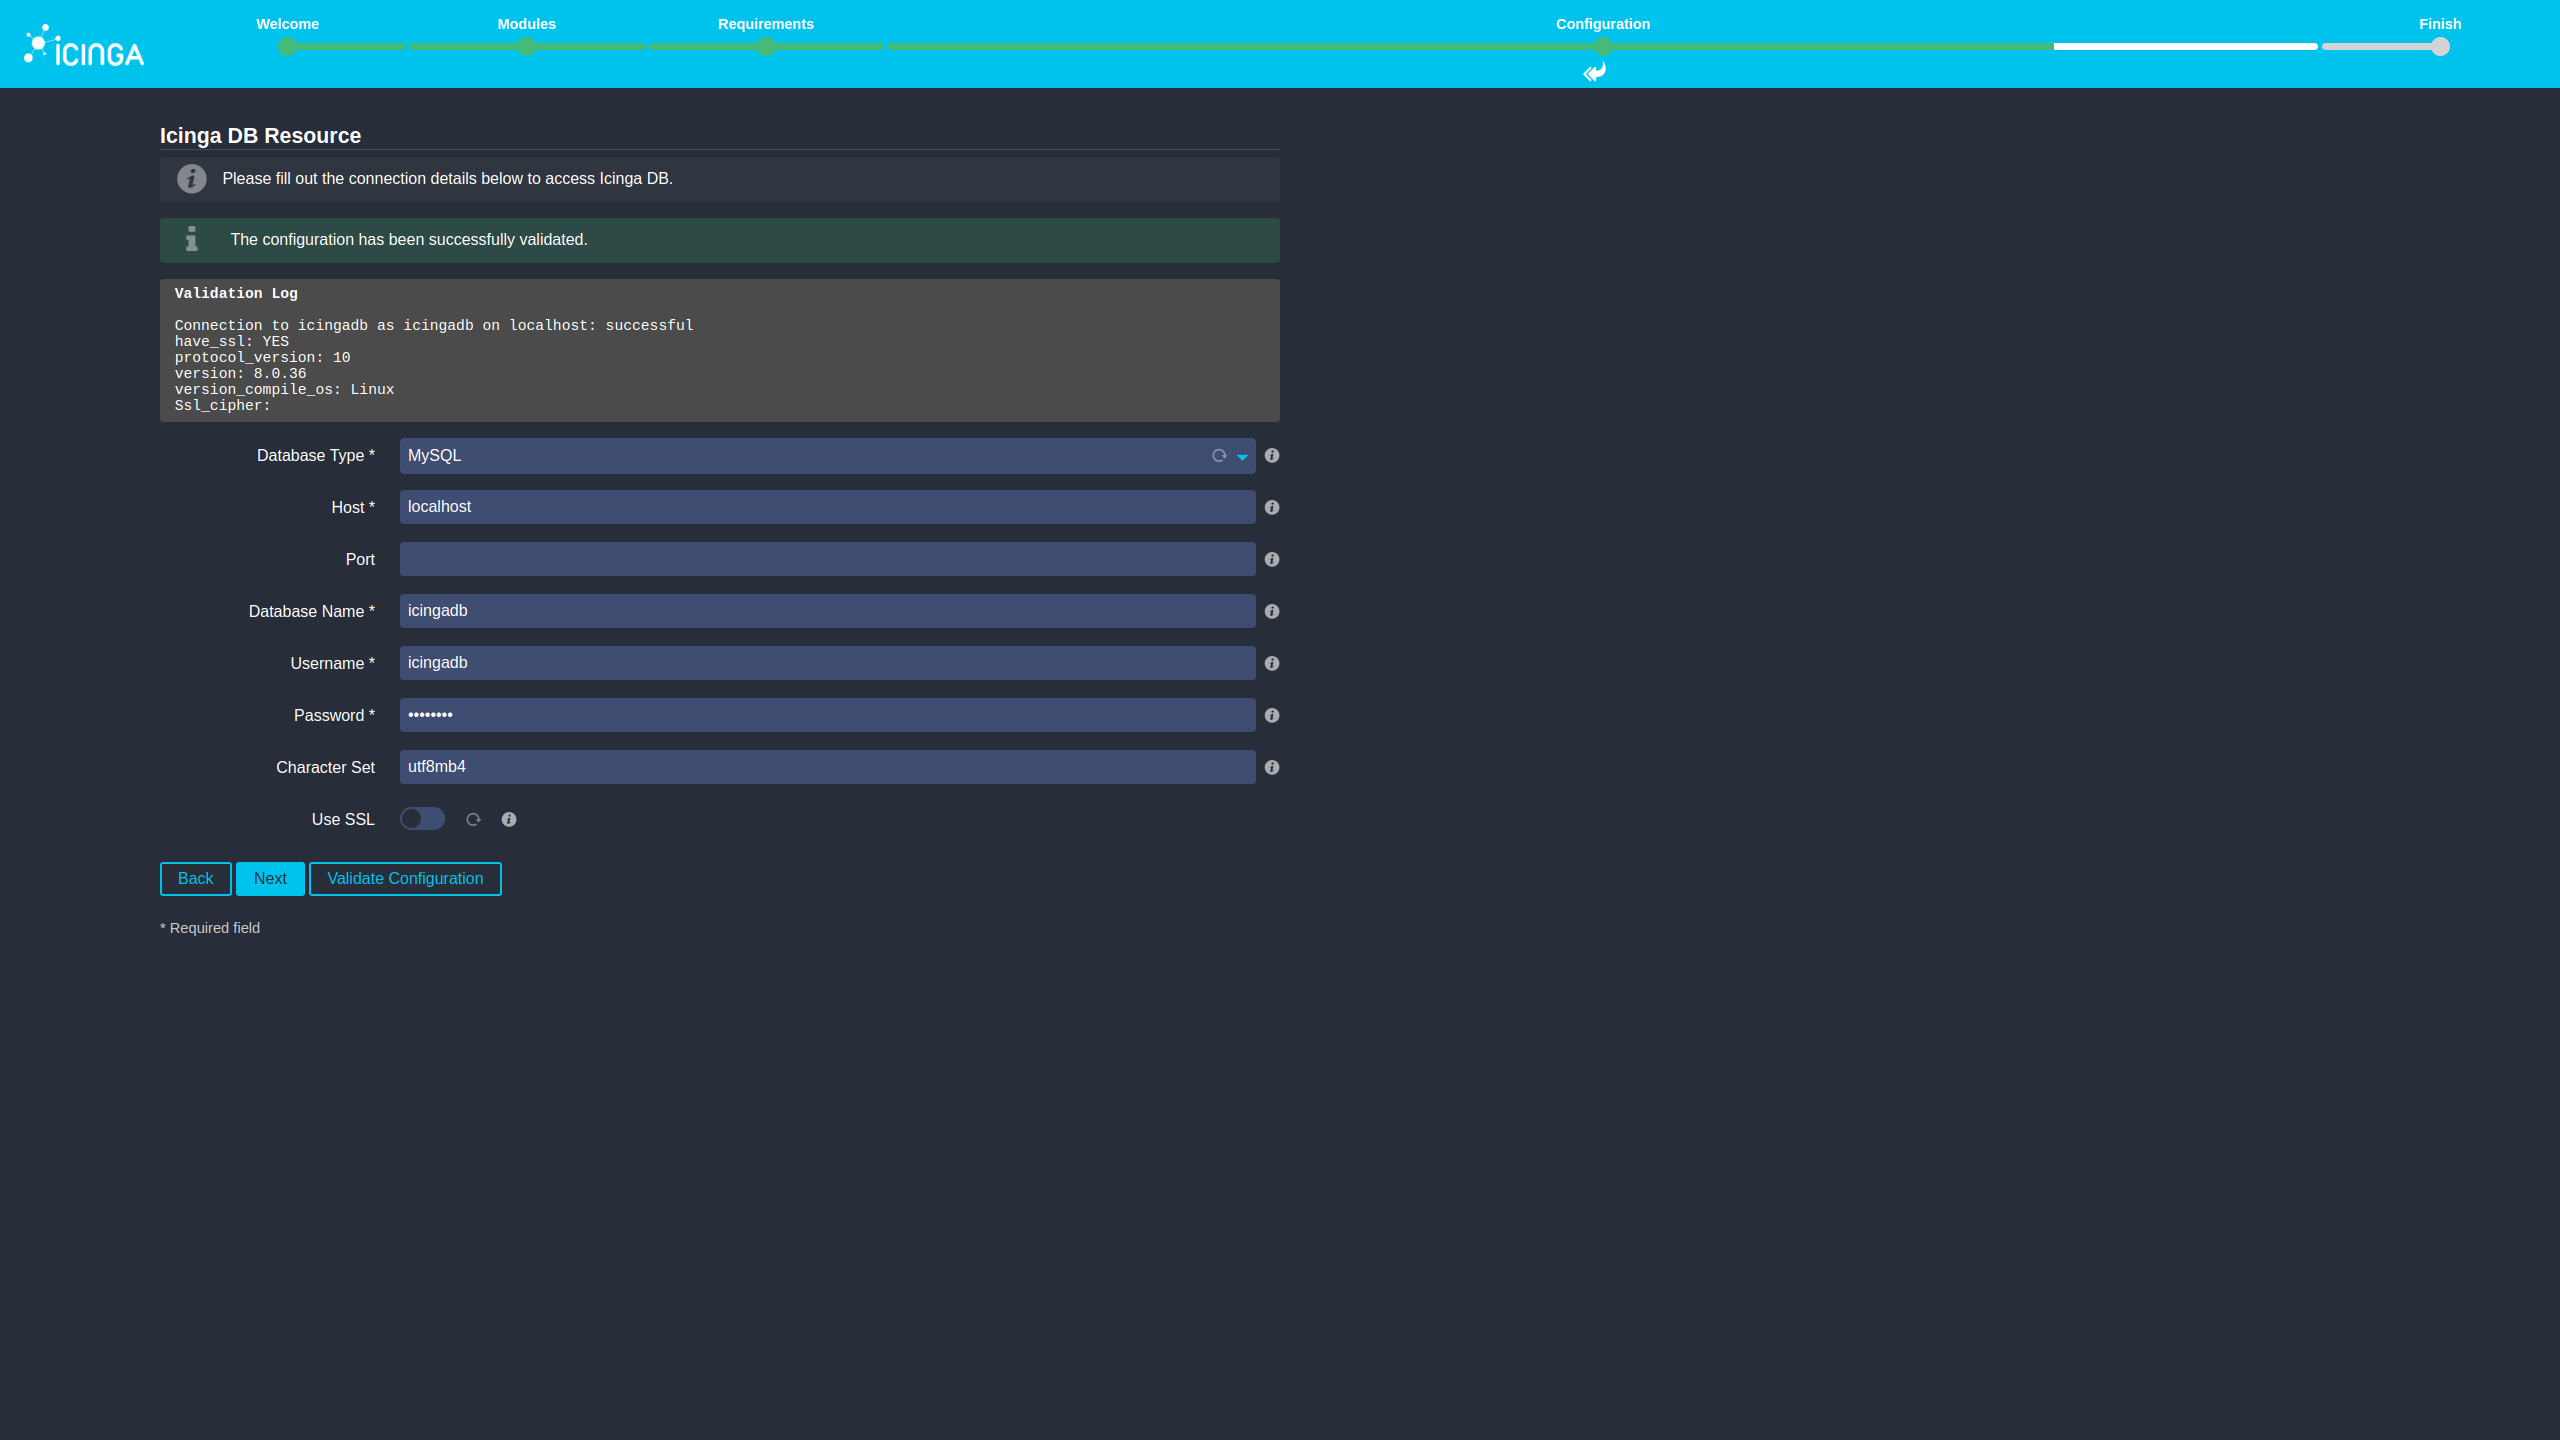 ICINGA
Welcome
Modules
Requirements
Configuration
Finish
Icinga DB Resource
Please fill out the connection details below to access Icinga DB.
The configuration has been successfully validated.
Validation Log
Connection to icingadb as icingadb on localhost: successful
have_ssl: YES
protocol_version: 10
version: 8.0.36
version_compile_os: Linux
Ssl_cipher:
Database Type * MySQL
Host * localhost
Port
Database Name * icingadb
Username * icingadb
Password * ••••••••
Character Set utf8mb4
Use SSL
Back Next Validate Configuration
* Required field